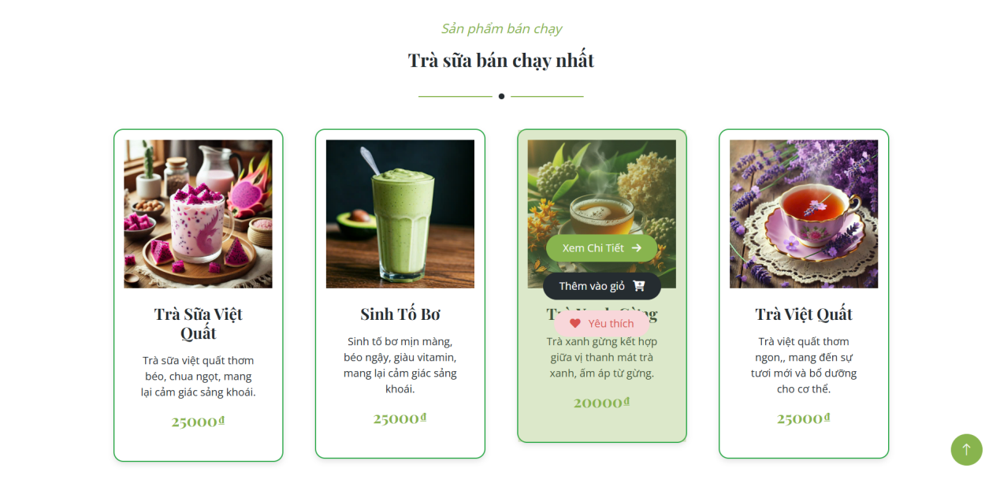 Sản phẩm bán chạy
Trà sữa bán chạy nhất
Trà Sữa Việt
Quất
Trà sữa việt quất thơm
béo, chua ngọt, mang
lại cảm giác sảng khoái.
25000₫
Sinh Tố Bơ
Sinh tố bơ mịn màng,
béo ngậy, giàu vitamin,
mang lại cảm giác sảng
khoái.
25000₫
Xem Chi Tiết
Thêm vào giỏ
Trà Xanh Gừng
Yêu thích
Trà xanh gừng kết hợp
giữa vị thanh mát trà
xanh, ấm áp từ gừng.
20000₫
Trà Việt Quất
Trà việt quất thơm
ngon,, mang đến sự
tươi mới và bổ dưỡng
cho cơ thể.
25000₫